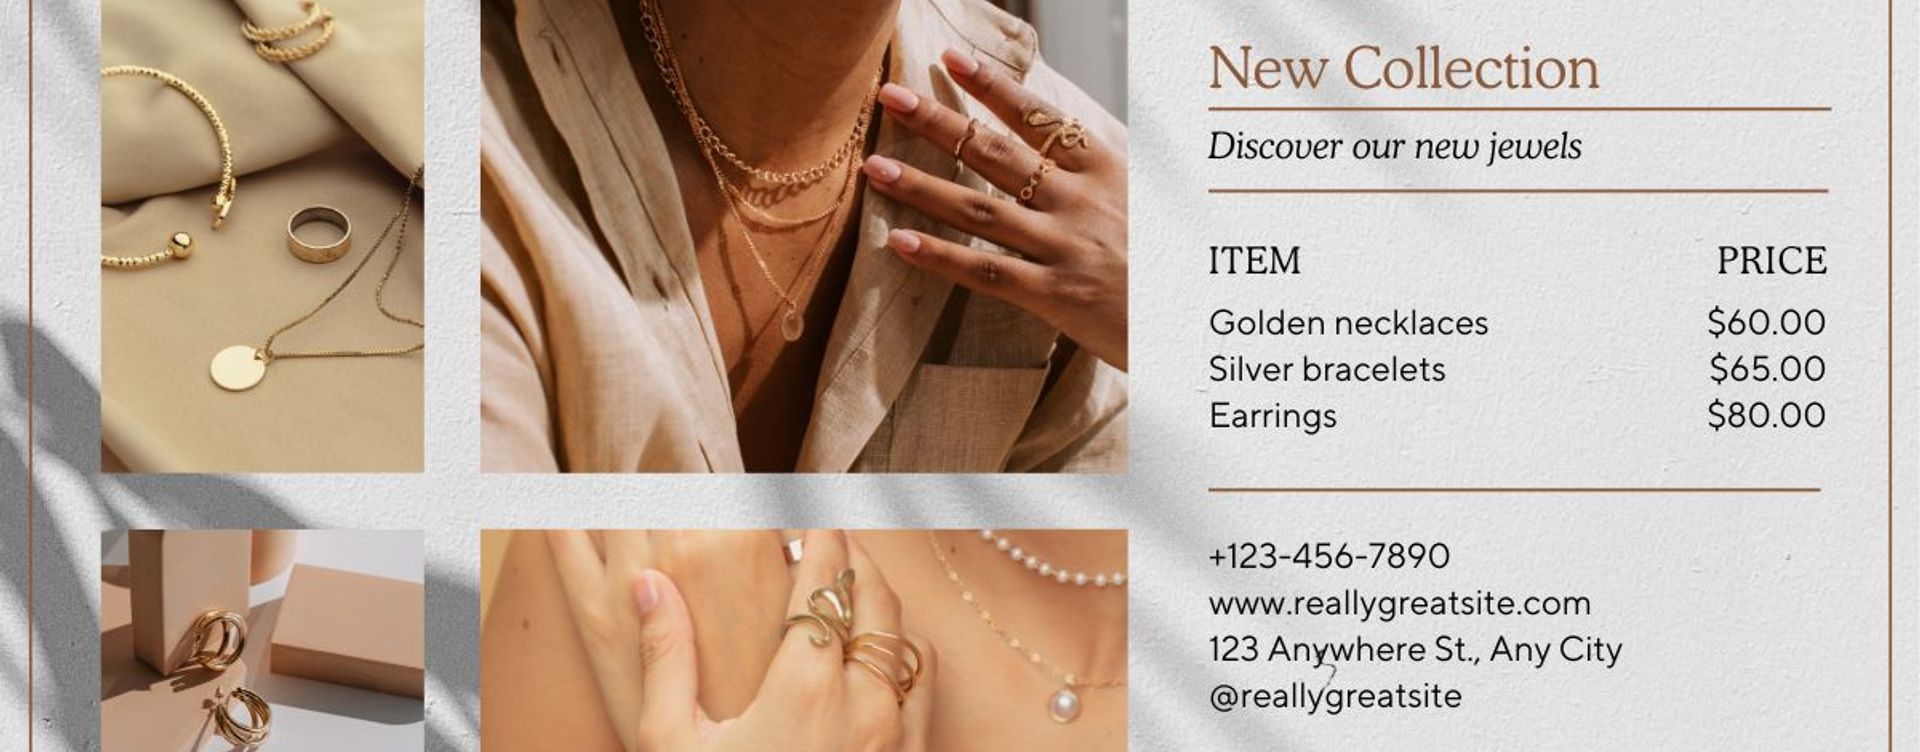 New Collection
Discover our new jewels
ITEM PRICE
Golden necklaces $60.00
Silver bracelets $65.00
Earrings $80.00
+123-456-7890
www.reallygreatsite.com
123 Anywhere St., Any City
@reallygreatsite